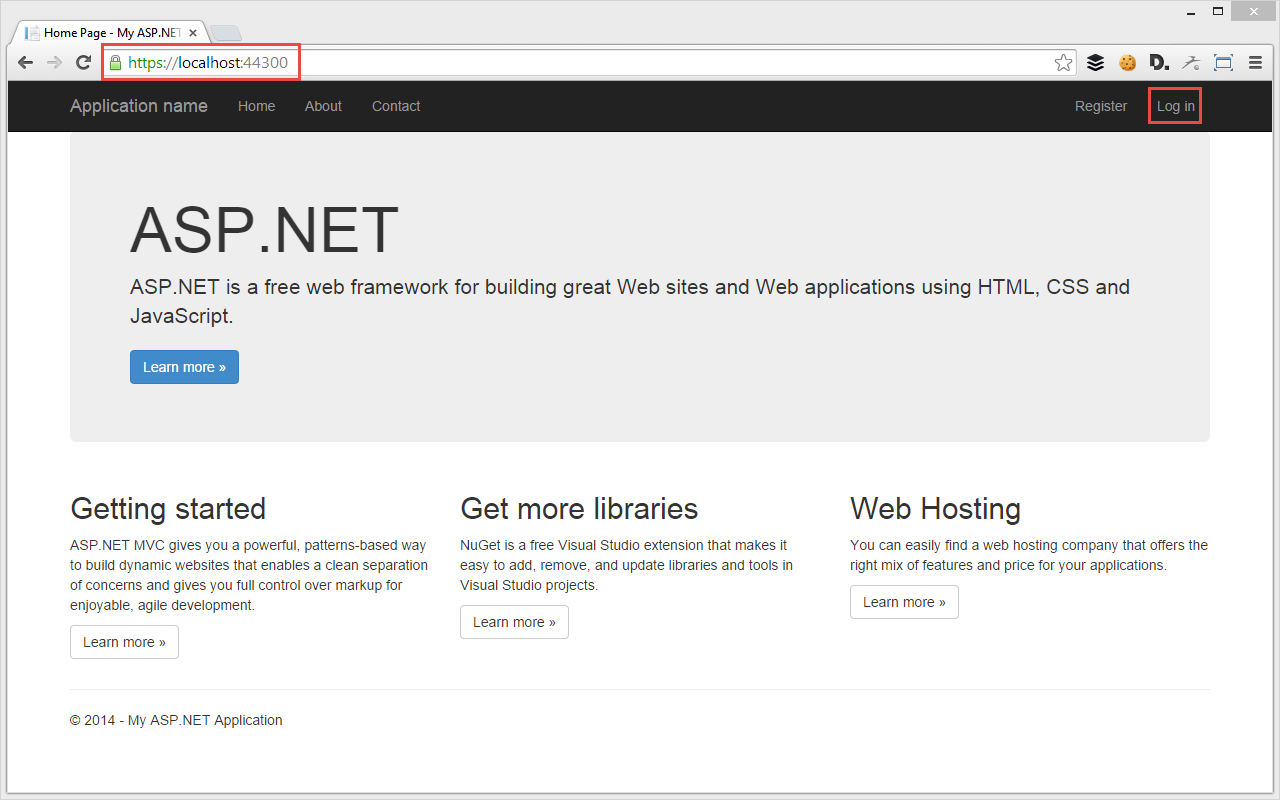 Home Page - My ASP.NET
https://localhost:44300
Application name Home About Contact Register Log in
ASP.NET
ASP.NET is a free web framework for building great Web sites and Web applications using HTML, CSS and
JavaScript.
Learn more »
Getting started
ASP.NET MVC gives you a powerful, patterns-based way
to build dynamic websites that enables a clean separation
of concerns and gives you full control over markup for
enjoyable, agile development.
Learn more »
Get more libraries
NuGet is a free Visual Studio extension that makes it
easy to add, remove, and update libraries and tools in
Visual Studio projects.
Learn more »
Web Hosting
You can easily find a web hosting company that offers the
right mix of features and price for your applications.
Learn more »
© 2014 - My ASP.NET Application